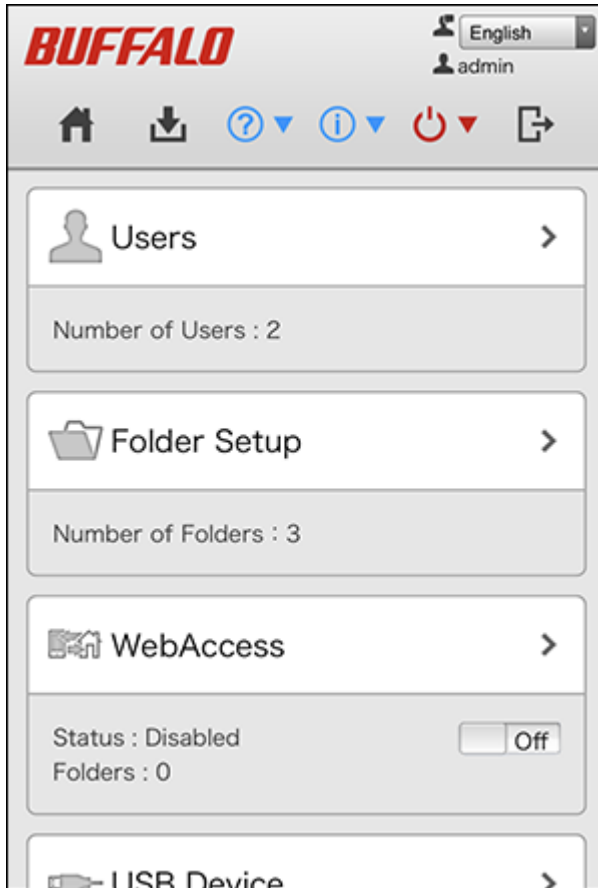 BUFFALO
English
admin
Users
Number of Users : 2
Folder Setup
Number of Folders : 3
WebAccess
Status : Disabled
Off
Folders : 0
USB Device